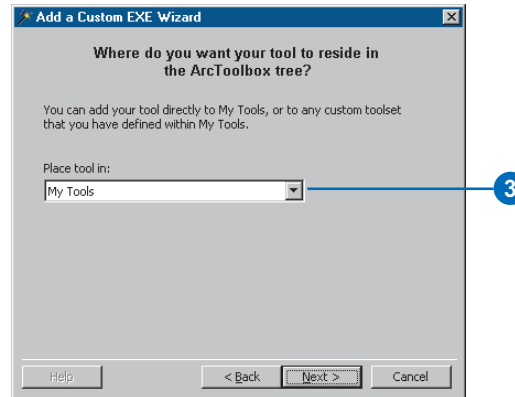 Add a Custom EXE Wizard
Where do you want your tool to reside in
the ArcToolbox tree?
You can add your tool directly to My Tools, or to any custom toolset
that you have defined within My Tools.
Place tool in:
My Tools
3
Help
< Back
Next >
Cancel